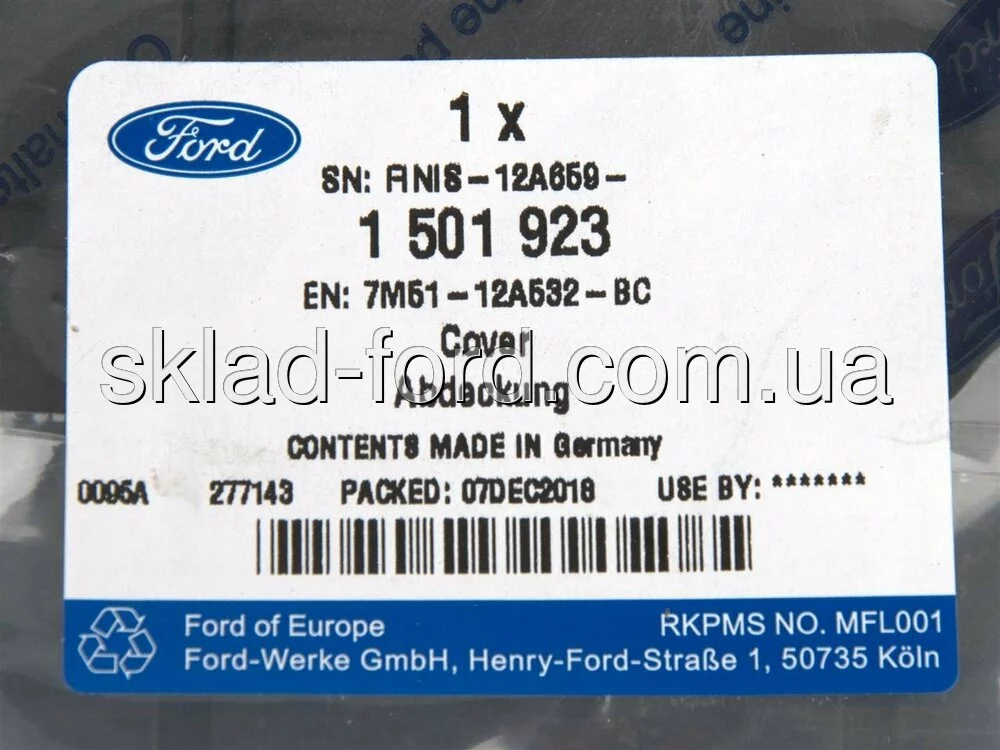 Ford
1 x
SN: FINIS-12A659-
1 501 923
EN: 7M51-12A532-BC
Cover
sklad-ford.com.ua
Abdeckung
CONTENTS MADE IN Germany
0095A 277143 PACKED: 07DEC2018 USE BY: *******
Ford of Europe RKPMS NO. MFL001
Ford-Werke GmbH, Henry-Ford-Straße 1, 50735 Köln